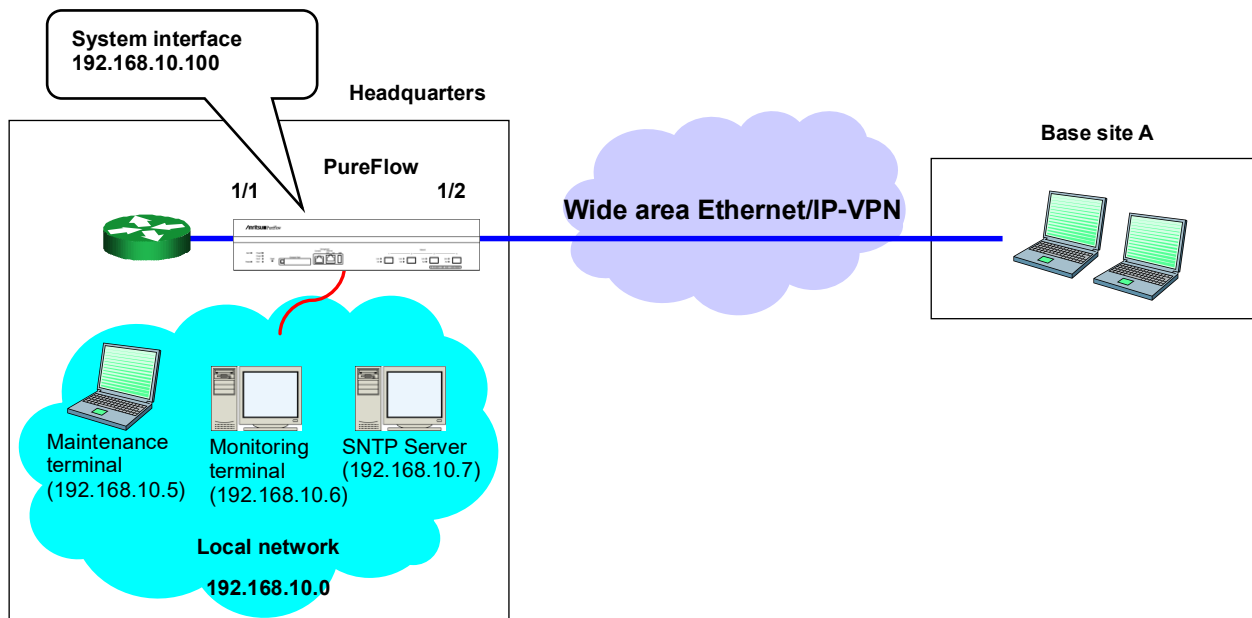 System interface
192.168.10.100
Headquarters
Base site A
PureFlow
1/1
1/2
Wide area Ethernet/IP-VPN
Anritsu PureFlow
Maintenance
terminal
(192.168.10.5)
Monitoring
terminal
(192.168.10.6)
SNTP Server
(192.168.10.7)
Local network
192.168.10.0